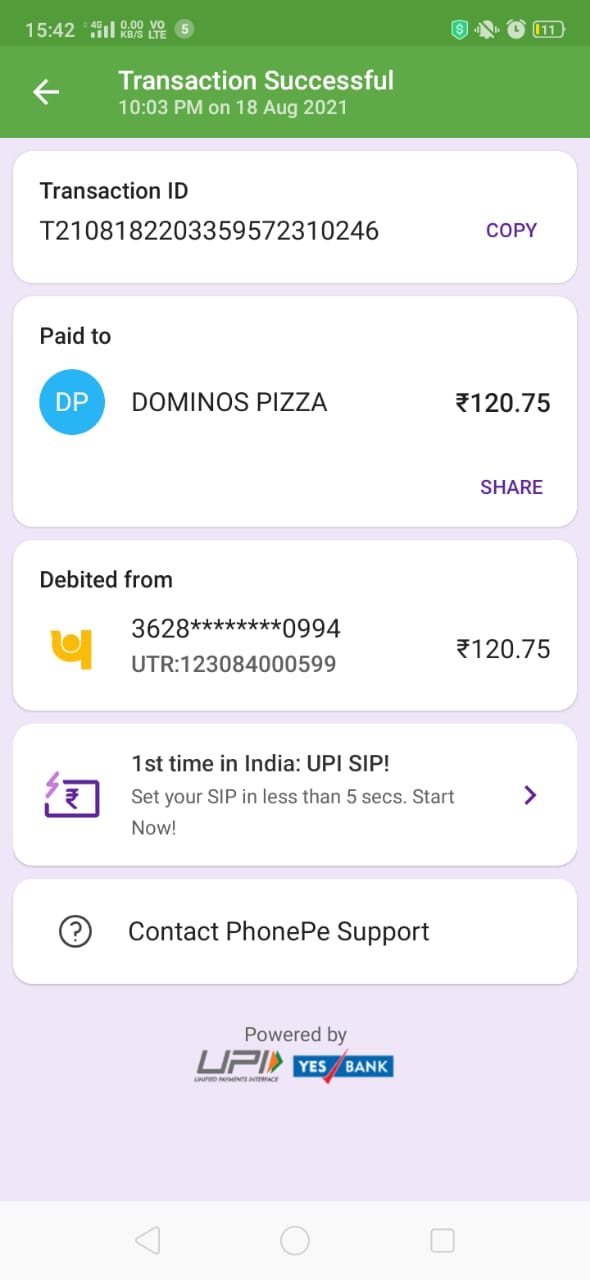 15:42 4G 0.00 KB/S VO LTE 5 11
Transaction Successful
10:03 PM on 18 Aug 2021
Transaction ID
T2108182203359572310246 COPY
Paid to
DP DOMINOS PIZZA ₹120.75
SHARE
Debited from
3628********0994
UTR:123084000599 ₹120.75
1st time in India: UPI SIP!
Set your SIP in less than 5 secs. Start
Now!
Contact PhonePe Support
Powered by
UPI YES BANK
UNIFIED PAYMENTS INTERFACE